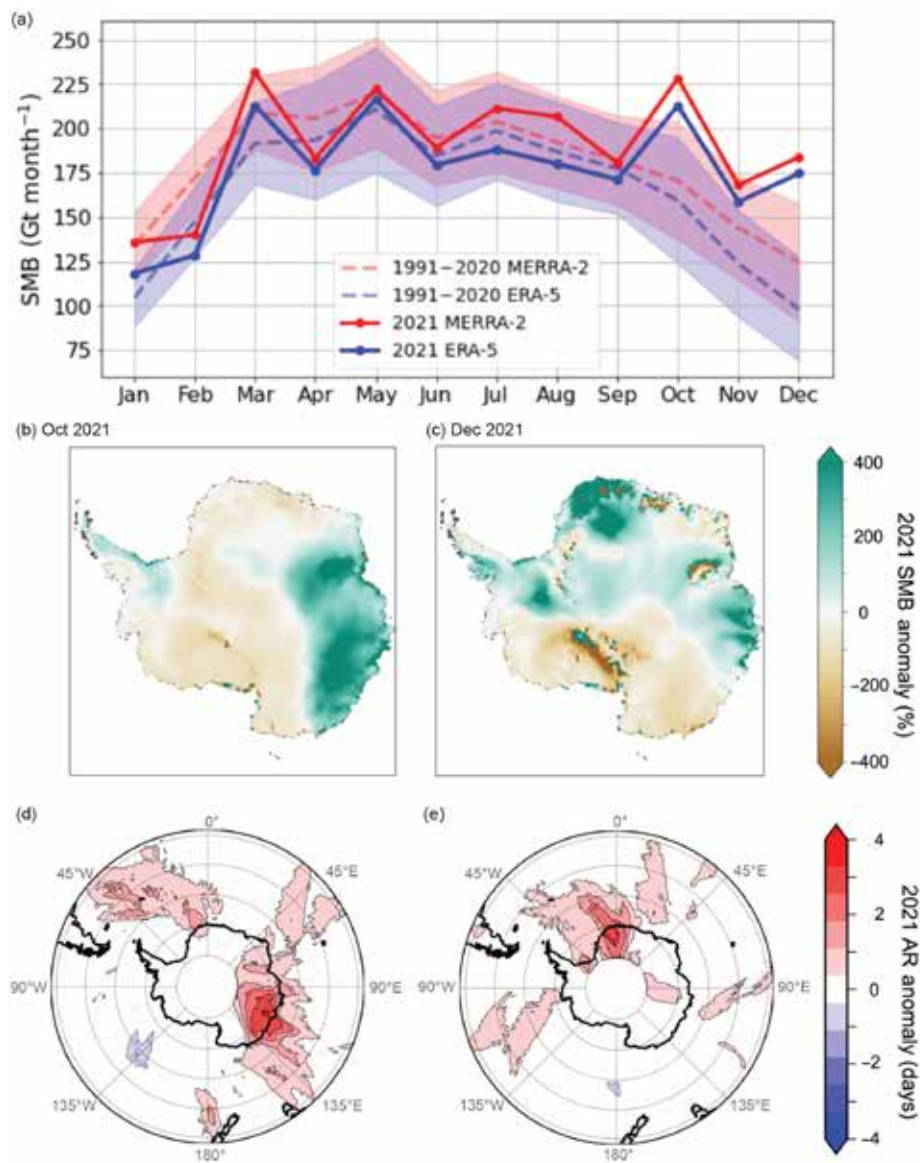 (a)
250
225
200
175
150
125
100
75
SMB (Gt month⁻¹)
1991−2020 MERRA-2
1991−2020 ERA-5
2021 MERRA-2
2021 ERA-5
Jan Feb Mar Apr May Jun Jul Aug Sep Oct Nov Dec
(b) Oct 2021
(c) Dec 2021
400
200
0
−200
−400
2021 SMB anomaly (%)
(d)
0°
45°W
45°E
90°W
90°E
135°W
135°E
180°
(e)
0°
45°W
45°E
90°W
90°E
135°W
135°E
180°
4
2
0
−2
−4
2021 AR anomaly (days)